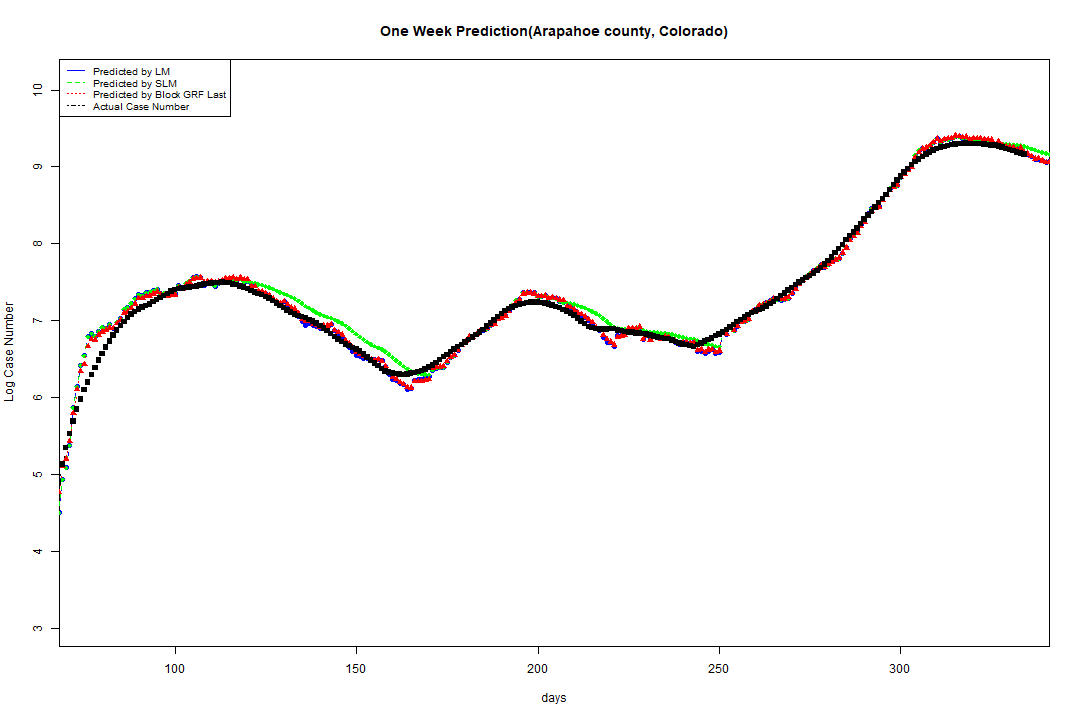 One Week Prediction(Arapahoe county, Colorado)
Predicted by LM
Predicted by SLM
Predicted by Block GRF Last
Actual Case Number
Log Case Number
10
9
8
7
6
5
4
3
100 150 200 250 300
days